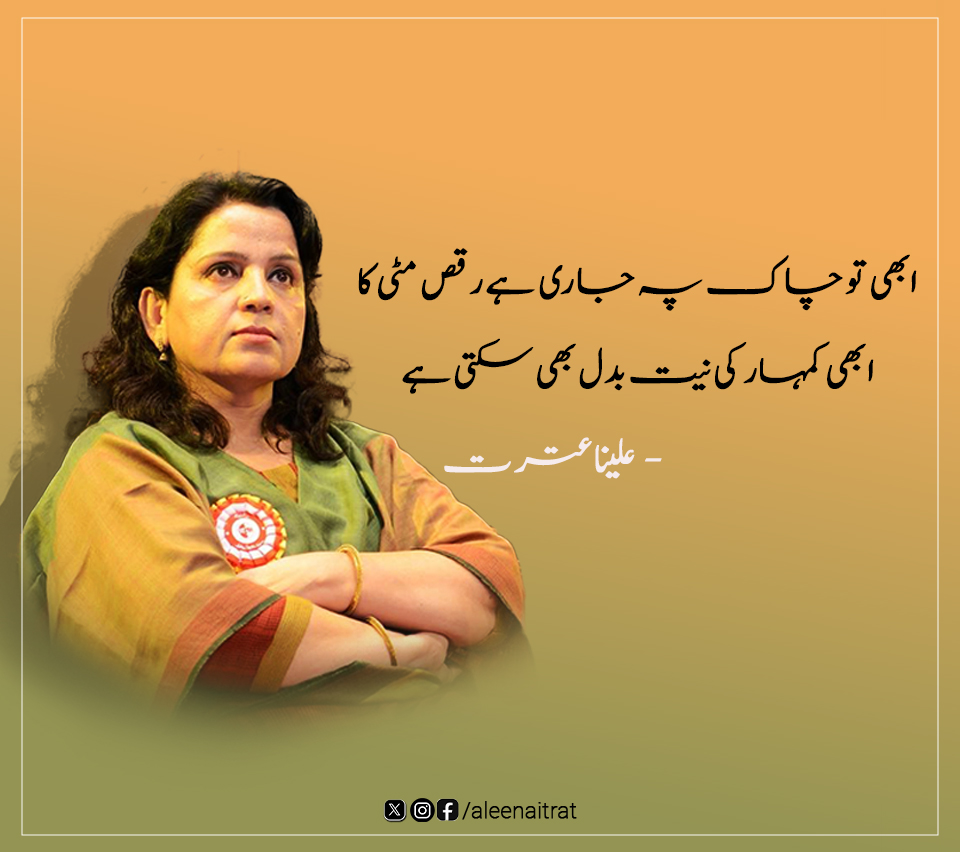 ابھی تو چاک پہ جاری ہے رقص مٹی کا
ابھی کمہار کی نیت بدل بھی سکتی ہے
- علینا عترت
/aleenaitrat